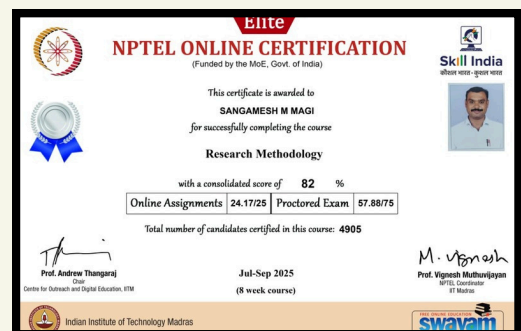 Elite
NPTEL ONLINE CERTIFICATION
(Funded by the MoE, Govt. of India)
Skill India
कौशल भारत - कुशल भारत
This certificate is awarded to
SANGAMESH M MAGI
for successfully completing the course
Research Methodology
with a consolidated score of 82 %
Online Assignments 24.17/25 Proctored Exam 57.88/75
Total number of candidates certified in this course: 4905
M. Vignesh
Prof. Andrew Thangaraj
Chair
Centre for Outreach and Digital Education, IITM
Jul-Sep 2025
(8 week course)
Prof. Vignesh Muthuvijayan
NPTEL Coordinator
IIT Madras
Indian Institute of Technology Madras
FREE ONLINE EDUCATION
swayam